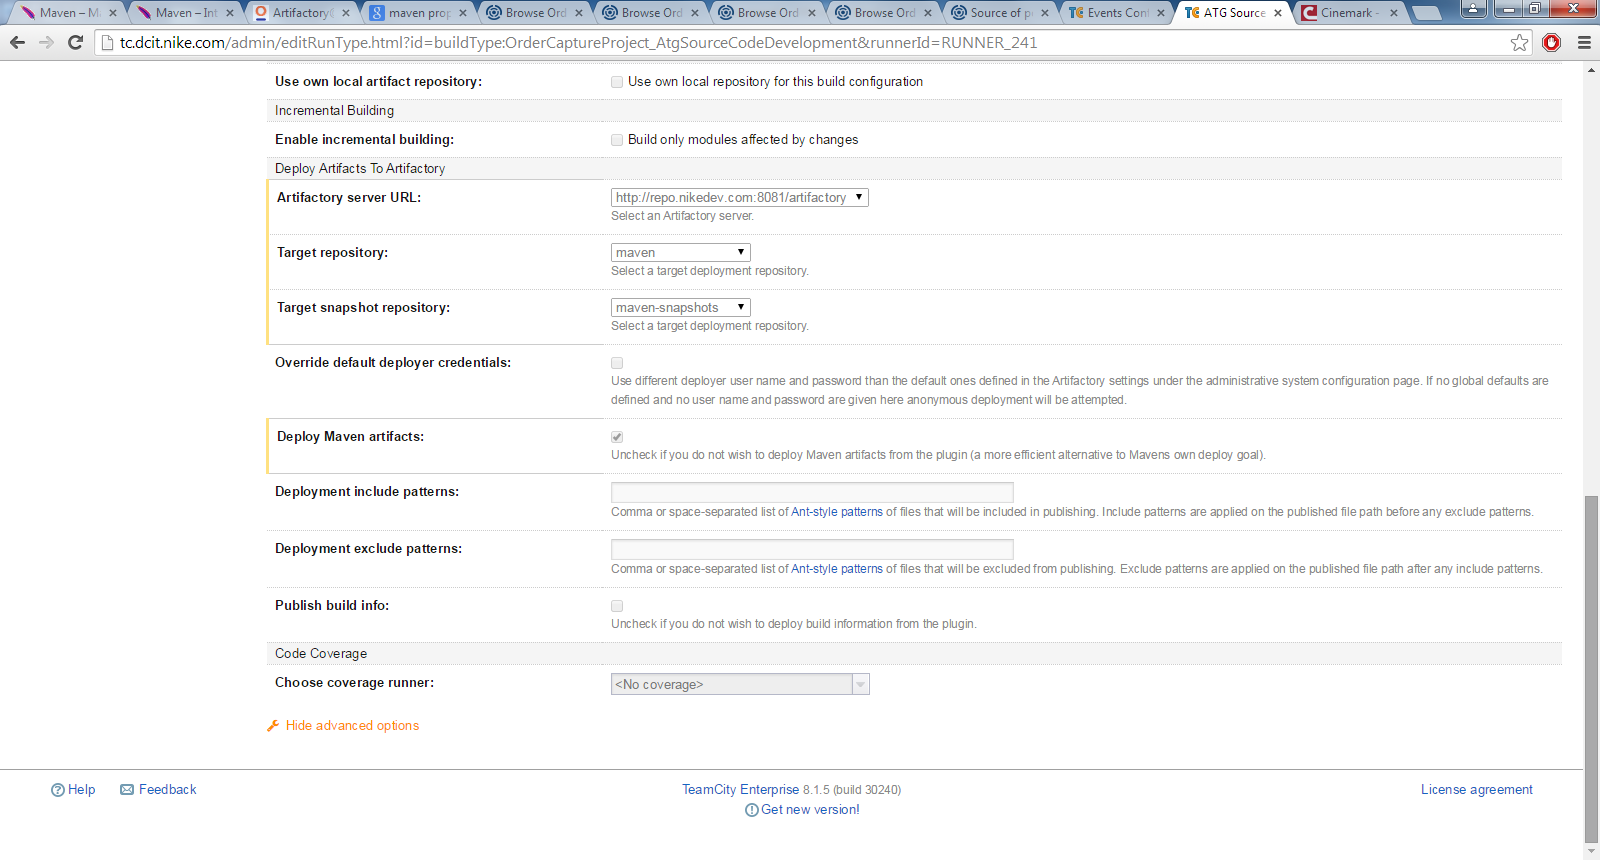 Maven – M
Maven – Int
Artifactory
maven prop
Browse Ord
Browse Ord
Browse Ord
Browse Ord
Source of p
Events Conf
ATG Source
Cinemark -
tc.dcit.nike.com/admin/editRunType.html?id=buildType:OrderCaptureProject_AtgSourceCodeDevelopment&runnerId=RUNNER_241
Use own local artifact repository: Use own local repository for this build configuration
Incremental Building
Enable incremental building: Build only modules affected by changes
Deploy Artifacts To Artifactory
Artifactory server URL: http://repo.nikedev.com:8081/artifactory
Select an Artifactory server.
Target repository: maven
Select a target deployment repository.
Target snapshot repository: maven-snapshots
Select a target deployment repository.
Override default deployer credentials:
Use different deployer user name and password than the default ones defined in the Artifactory settings under the administrative system configuration page. If no global defaults are
defined and no user name and password are given here anonymous deployment will be attempted.
Deploy Maven artifacts:
Uncheck if you do not wish to deploy Maven artifacts from the plugin (a more efficient alternative to Mavens own deploy goal).
Deployment include patterns:
Comma or space-separated list of Ant-style patterns of files that will be included in publishing. Include patterns are applied on the published file path before any exclude patterns.
Deployment exclude patterns:
Comma or space-separated list of Ant-style patterns of files that will be excluded from publishing. Exclude patterns are applied on the published file path after any include patterns.
Publish build info:
Uncheck if you do not wish to deploy build information from the plugin.
Code Coverage
Choose coverage runner: <No coverage>
Hide advanced options
Help Feedback TeamCity Enterprise 8.1.5 (build 30240) License agreement
Get new version!